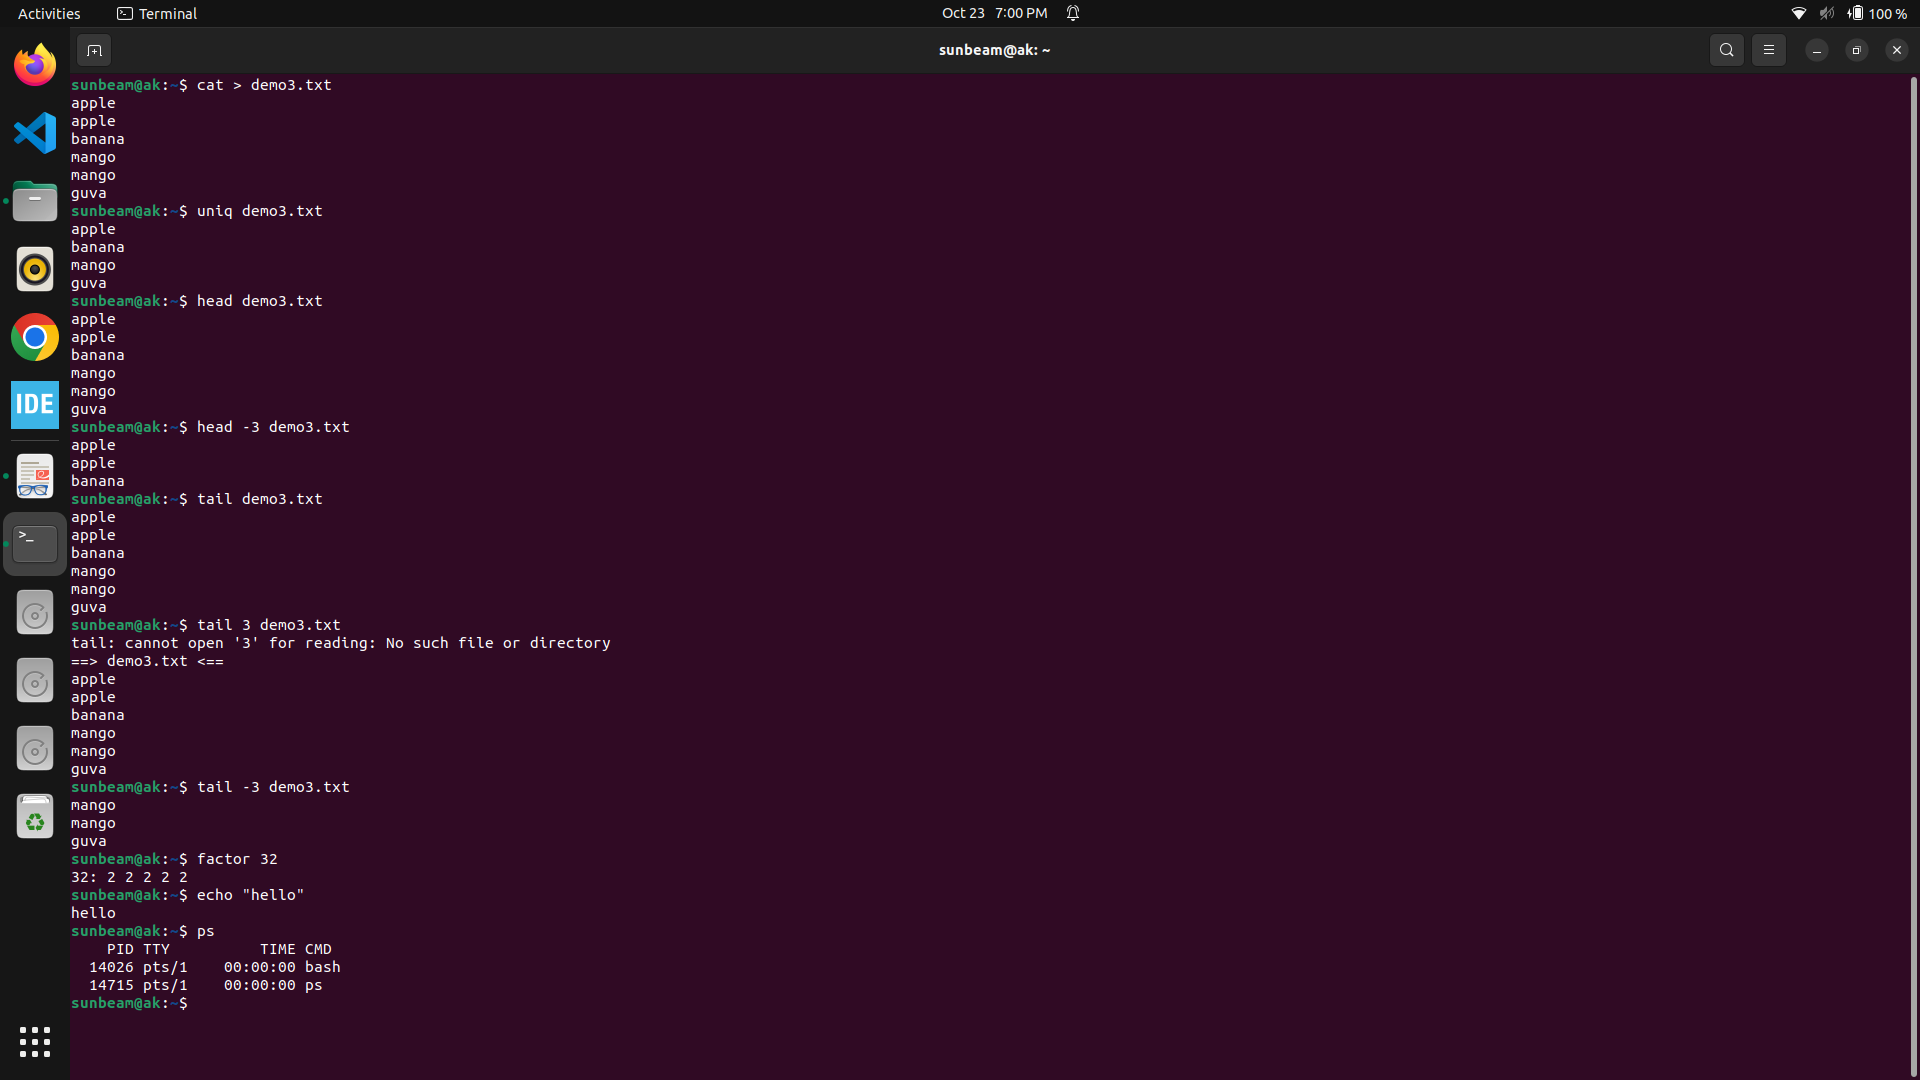 Activities Terminal Oct 23 7:00 PM 100 %
sunbeam@ak: ~
sunbeam@ak:~$ cat > demo3.txt
apple
apple
banana
mango
mango
guva
sunbeam@ak:~$ uniq demo3.txt
apple
banana
mango
guva
sunbeam@ak:~$ head demo3.txt
apple
apple
banana
mango
mango
guva
sunbeam@ak:~$ head -3 demo3.txt
apple
apple
banana
sunbeam@ak:~$ tail demo3.txt
apple
apple
banana
mango
mango
guva
sunbeam@ak:~$ tail 3 demo3.txt
tail: cannot open '3' for reading: No such file or directory
==> demo3.txt <==
apple
apple
banana
mango
mango
guva
sunbeam@ak:~$ tail -3 demo3.txt
mango
mango
guva
sunbeam@ak:~$ factor 32
32: 2 2 2 2 2
sunbeam@ak:~$ echo "hello"
hello
sunbeam@ak:~$ ps
    PID TTY          TIME CMD
  14026 pts/1    00:00:00 bash
  14715 pts/1    00:00:00 ps
sunbeam@ak:~$
IDE
>_